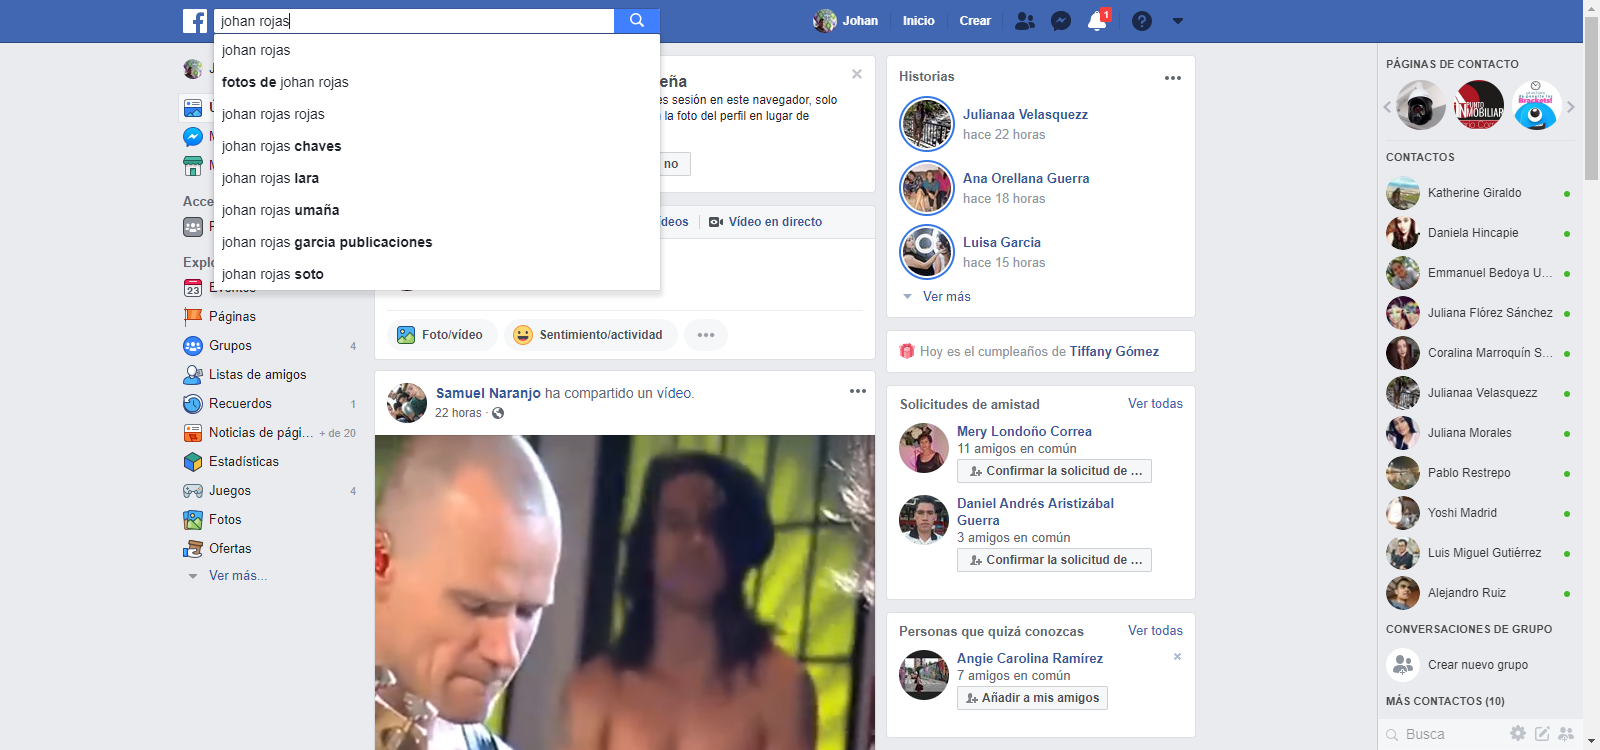 johan rojas
Johan
Inicio
Crear
1
johan rojas
fotos de johan rojas
johan rojas rojas
johan rojas chaves
johan rojas lara
johan rojas umaña
johan rojas garcia publicaciones
johan rojas soto
Acce
Explo
Eventos
23
Páginas
Grupos 4
Listas de amigos
Recuerdos 1
Noticias de pági... + de 20
Estadísticas
Juegos 4
Fotos
Ofertas
Ver más...
eña
es sesión en este navegador, solo
la foto del perfil en lugar de
no
ídeos
Vídeo en directo
Foto/vídeo
Sentimiento/actividad
Samuel Naranjo ha compartido un vídeo.
22 horas ·
Historias
Julianaa Velasquezz
hace 22 horas
Ana Orellana Guerra
hace 18 horas
Luisa Garcia
hace 15 horas
Ver más
Hoy es el cumpleaños de Tiffany Gómez
Solicitudes de amistad Ver todas
Mery Londoño Correa
11 amigos en común
Confirmar la solicitud de ...
Daniel Andrés Aristizábal
Guerra
3 amigos en común
Confirmar la solicitud de ...
Personas que quizá conozcas Ver todas
Angie Carolina Ramírez
7 amigos en común
Añadir a mis amigos
PÁGINAS DE CONTACTO
PUNTO
INMOBILIAR
Brackets!
CONTACTOS
Katherine Giraldo
Daniela Hincapie
Emmanuel Bedoya U...
Juliana Flórez Sánchez
Coralina Marroquín S...
Julianaa Velasquezz
Juliana Morales
Pablo Restrepo
Yoshi Madrid
Luis Miguel Gutiérrez
Alejandro Ruiz
CONVERSACIONES DE GRUPO
Crear nuevo grupo
MÁS CONTACTOS (10)
Busca